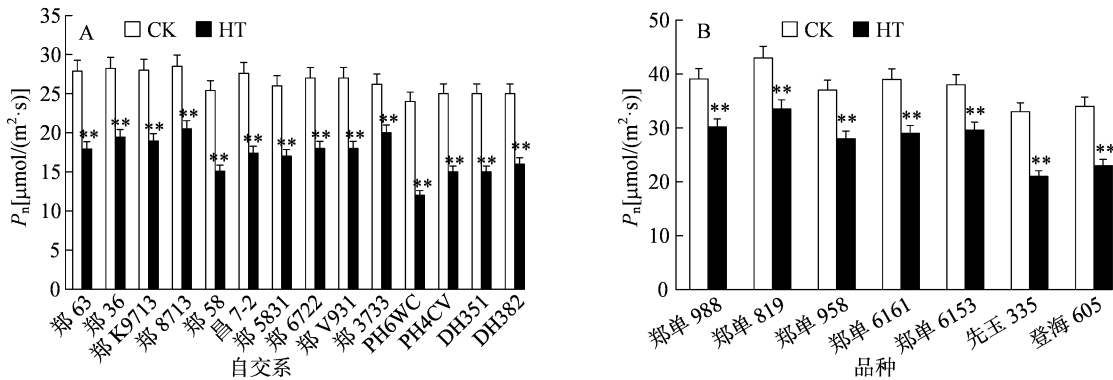 A
CK
HT
35
30
25
20
15
10
5
0
Pn[μmol/(m²·s)]
**
**
**
**
**
**
**
**
**
**
**
**
**
**
郑 63
郑 36
郑 K9713
郑 8713
郑 58
昌 7-2
郑 5831
郑 6722
郑 V931
郑 3733
PH6WC
PH4CV
DH351
DH382
自交系
B
CK
HT
50
40
30
20
10
0
Pn[μmol/(m²·s)]
**
**
**
**
**
**
**
郑单 988
郑单 819
郑单 958
郑单 6161
郑单 6153
先玉 335
登海 605
品种